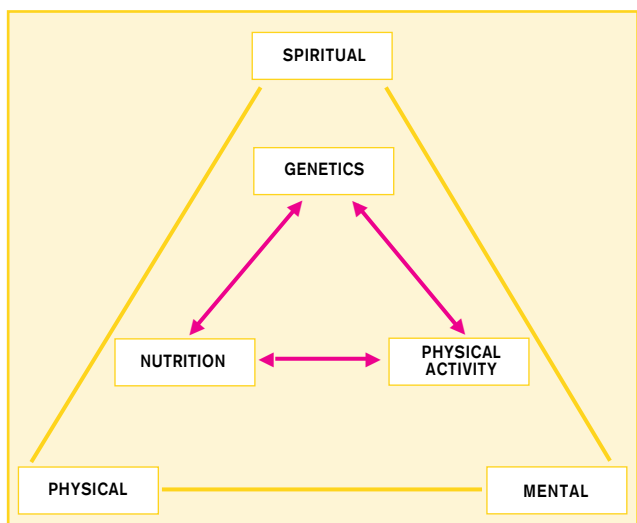 SPIRITUAL
GENETICS
NUTRITION
PHYSICAL
ACTIVITY
PHYSICAL
MENTAL